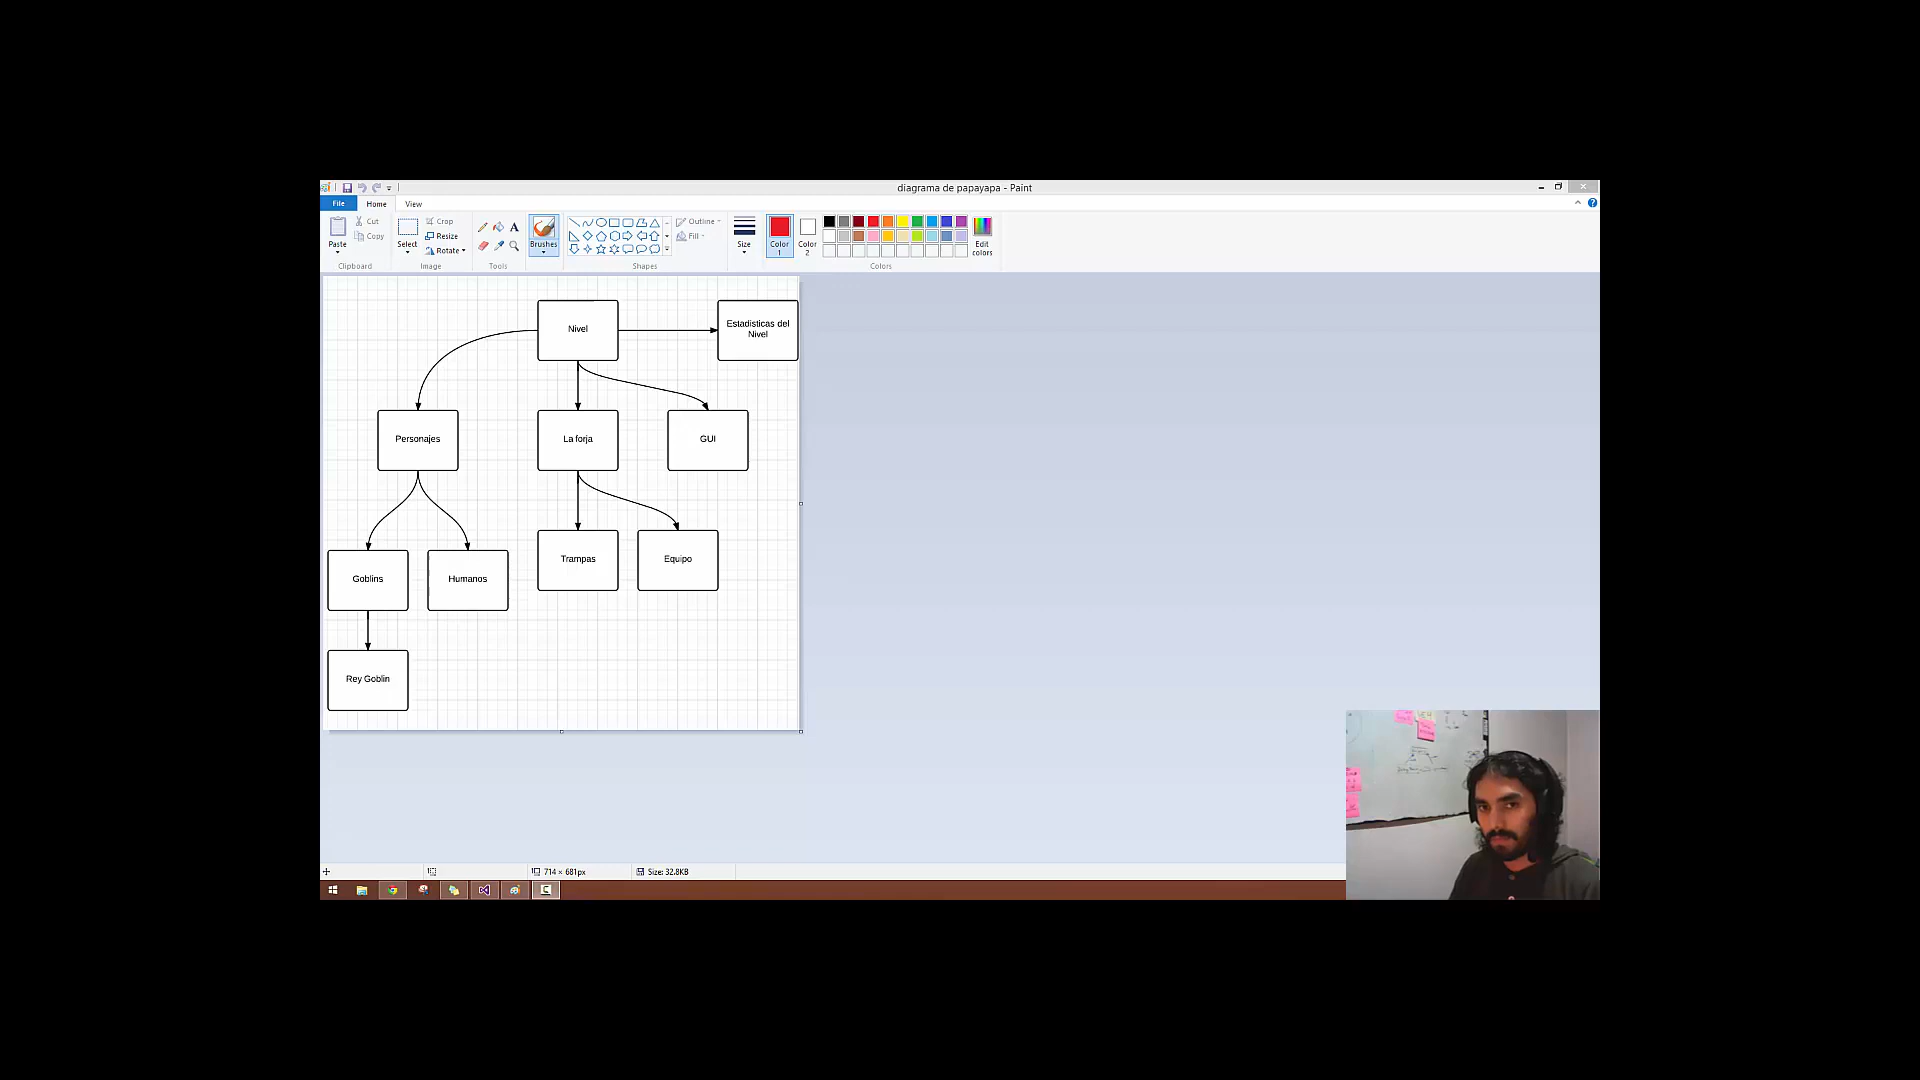 diagrama de papayapa - Paint
File
Home
View
Paste
Cut
Copy
Clipboard
Select
Crop
Resize
Rotate
Image
Tools
Brushes
Shapes
Outline
Fill
Size
Color
1
Color
2
Colors
Edit
colors
Nivel
Estadisticas del
Nivel
Personajes
La forja
GUI
Goblins
Humanos
Trampas
Equipo
Rey Goblin
714 × 681px
Size: 32.8KB